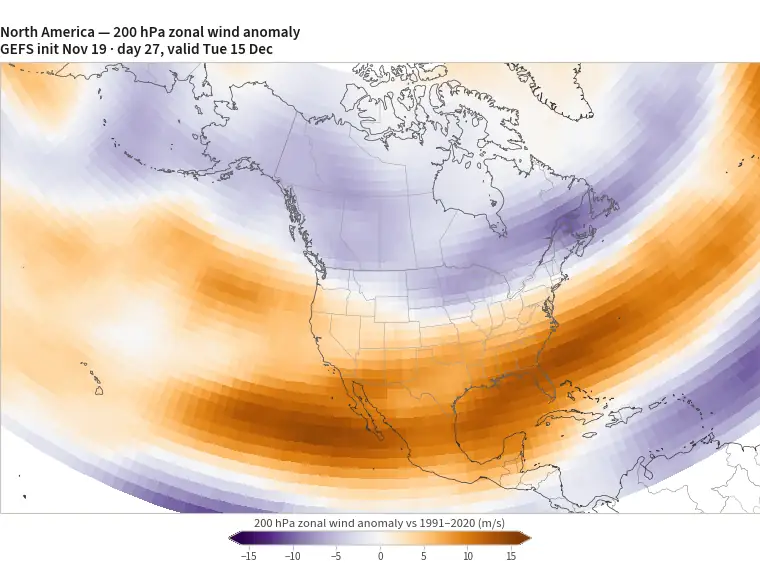 North America — 200 hPa zonal wind anomaly
GEFS init Nov 19 · day 27, valid Tue 15 Dec
200 hPa zonal wind anomaly vs 1991–2020 (m/s)
−15 −10 −5 0 5 10 15